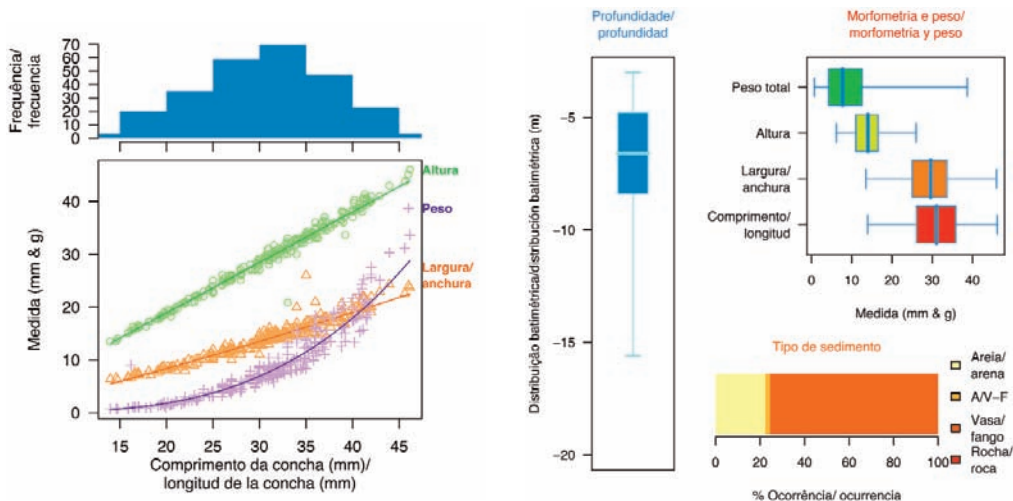 Frequência/
frecuencia
70
60
50
40
30
20
10
0
Medida (mm & g)
40
30
20
10
0
Altura
Peso
Largura/
anchura
15 20 25 30 35 40 45
Comprimento da concha (mm)/
longitud de la concha (mm)
Profundidade/
profundidad
Distribuição batimétrica/distribución batimétrica (m)
−5
−10
−15
−20
Morfometria e peso/
morfometría y peso
Peso total
Altura
Largura/
anchura
Comprimento/
longitud
0 10 20 30 40
Medida (mm & g)
Tipo de sedimento
0 20 40 60 80 100
% Ocorrência/ ocurrencia
Areia/
arena
A/V−F
Vasa/
fango
Rocha/
roca